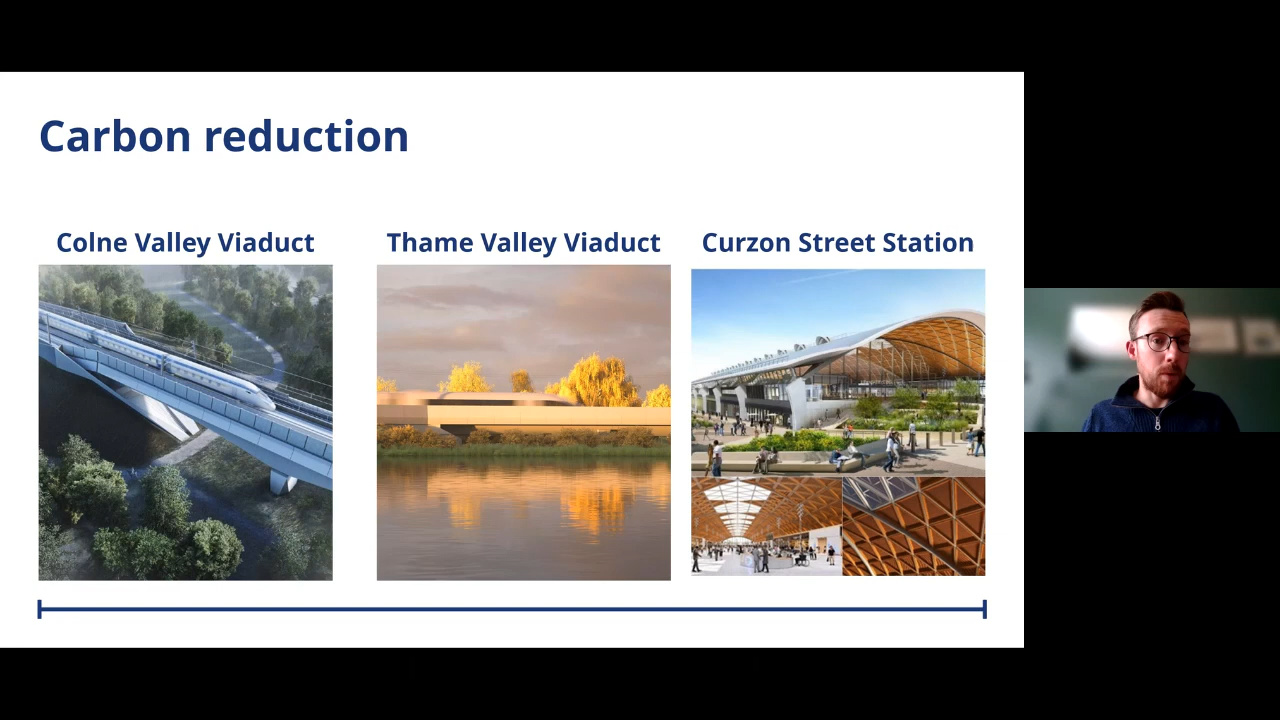 Carbon reduction
Colne Valley Viaduct
Thame Valley Viaduct
Curzon Street Station